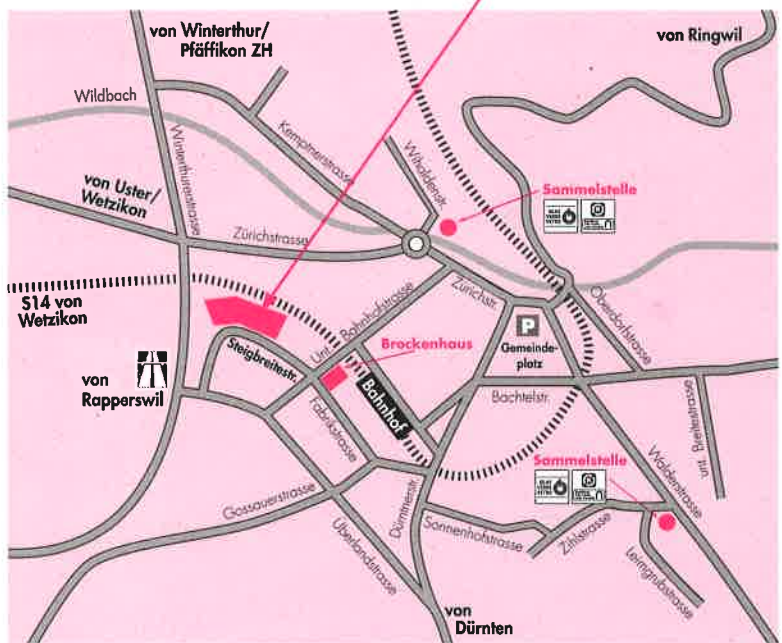 von Winterthur/
Pfäffikon ZH
von Ringwil
Wildbach
Winterthurerstrasse
Kemptnerstrasse
Wihaldenstr.
von Uster/
Wetzikon
Sammelstelle
Zürichstrasse
S14 von
Wetzikon
Unt. Bahnhofstrasse
Zürichstr.
Oberdorfstrasse
P
Gemeinde-
platz
Steigbreitestr.
Brockenhaus
Bahnhof
von
Rapperswil
Fabrikstrasse
Bachtelstr.
unt. Breitestrasse
Sammelstelle
Walderstrasse
Gossauerstrasse
Dürntnerstr.
Sonnenhofstrasse
Zihlstrasse
Überlandstrasse
Leimgrubstrasse
von
Dürnten